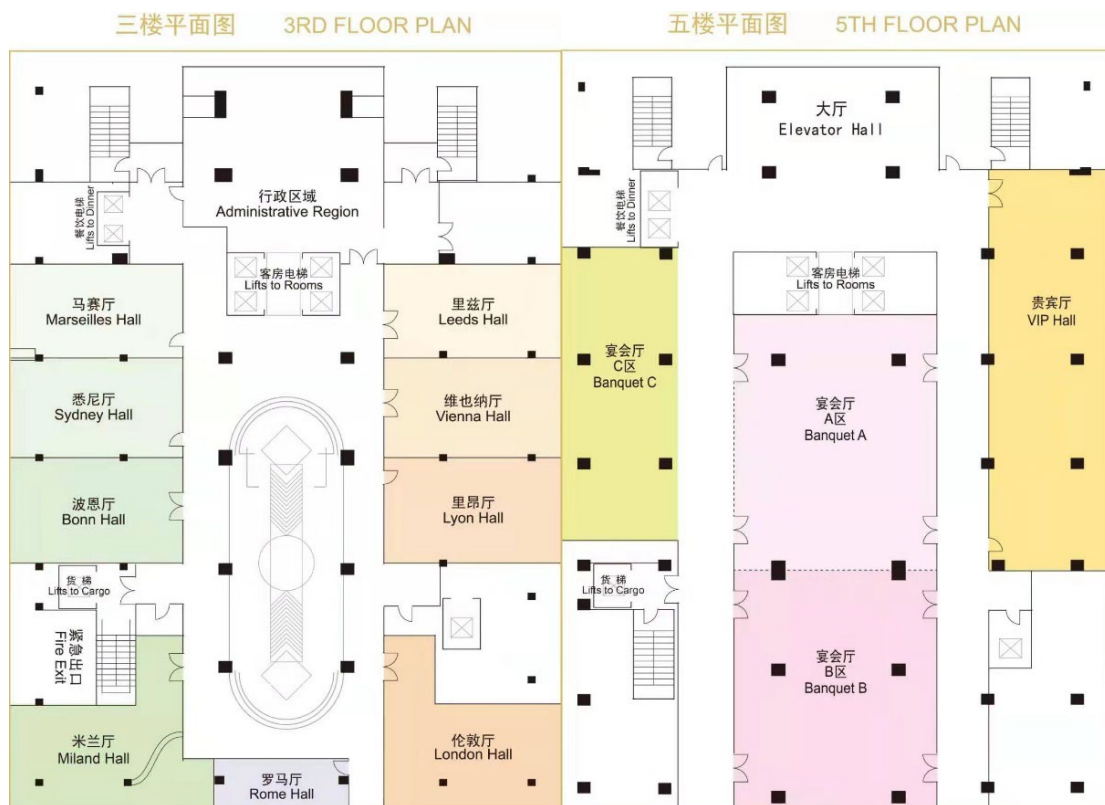 三楼平面图 3RD FLOOR PLAN
行政区域
Administrative Region
餐饮电梯
Lifts to Dinner
客房电梯
Lifts to Rooms
马赛厅
Marseilles Hall
里兹厅
Leeds Hall
悉尼厅
Sydney Hall
维也纳厅
Vienna Hall
波恩厅
Bonn Hall
里昂厅
Lyon Hall
货梯
Lifts to Cargo
紧急出口
Fire Exit
米兰厅
Miland Hall
伦敦厅
London Hall
罗马厅
Rome Hall
五楼平面图 5TH FLOOR PLAN
大厅
Elevator Hall
餐饮电梯
Lifts to Dinner
客房电梯
Lifts to Rooms
贵宾厅
VIP Hall
宴会厅
C区
Banquet C
宴会厅
A区
Banquet A
货梯
Lifts to Cargo
宴会厅
B区
Banquet B